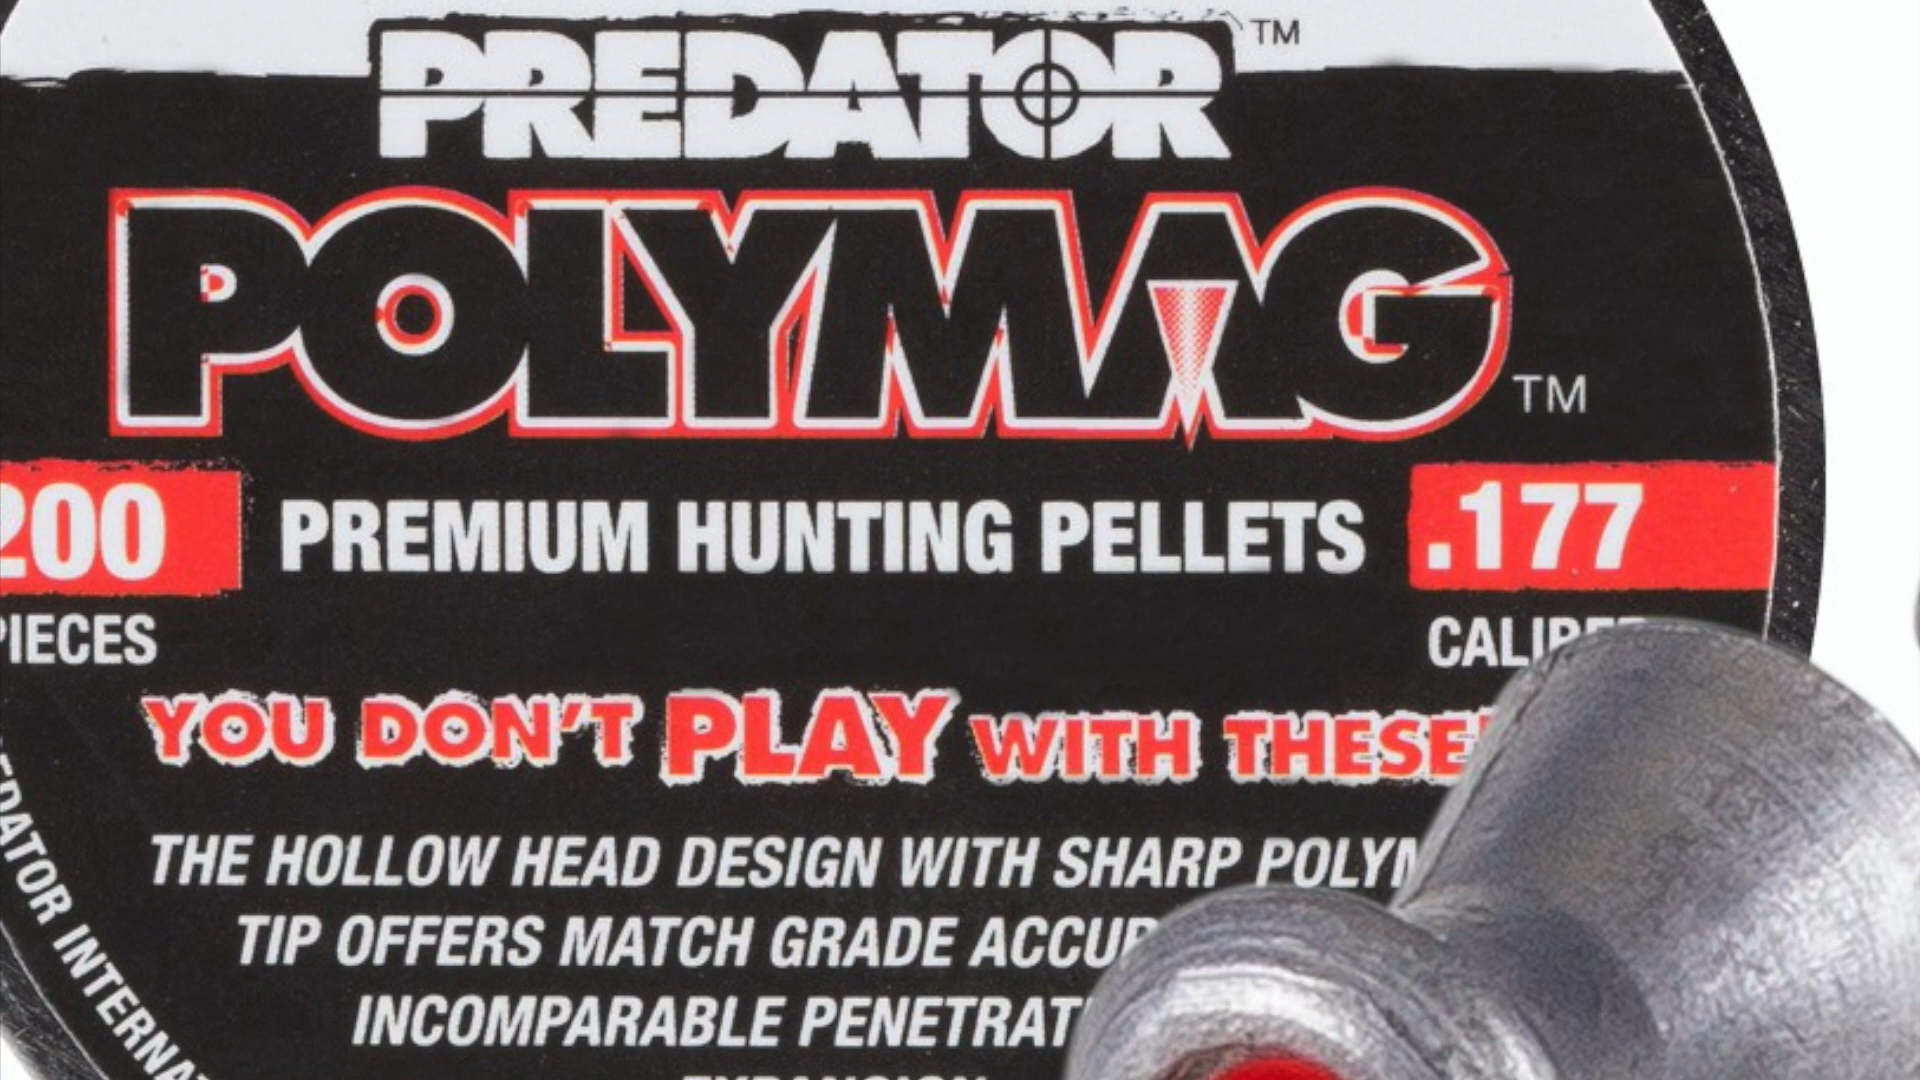 PREDATOR™
POLYMAG™
200 PREMIUM HUNTING PELLETS .177
PIECES
YOU DON'T PLAY WITH THESE!
THE HOLLOW HEAD DESIGN WITH SHARP
TIP OFFERS MATCH GRADE
INCOMPARABLE